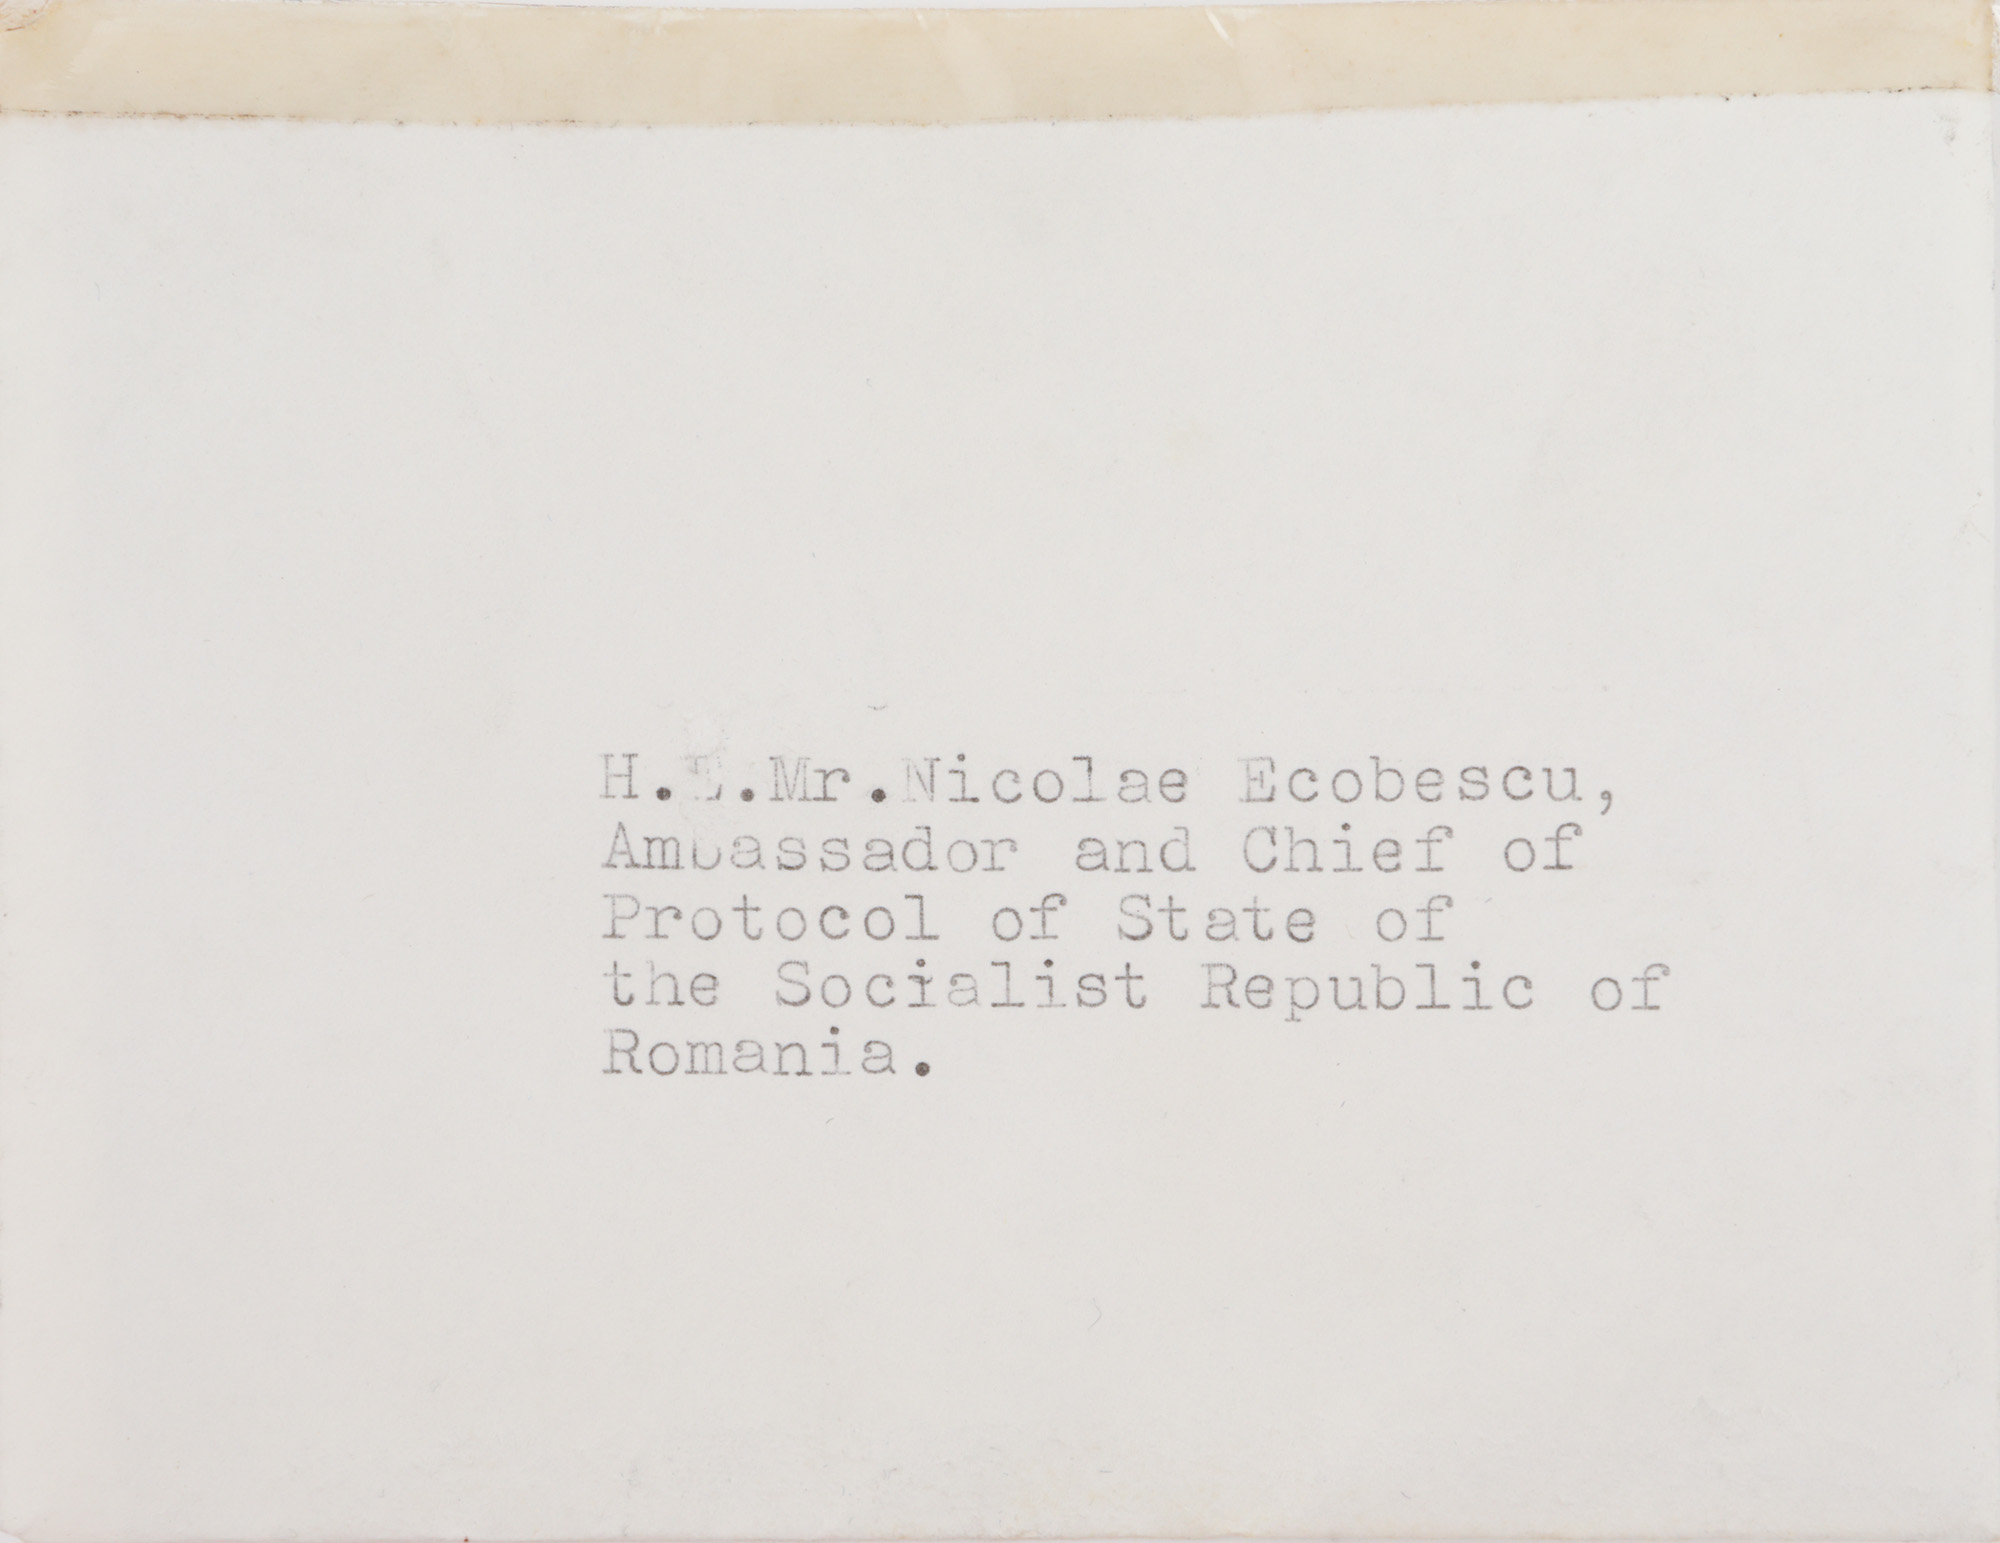 H.E.Mr.Nicolae Ecobescu,
Ambassador and Chief of
Protocol of State of
the Socialist Republic of
Romania.